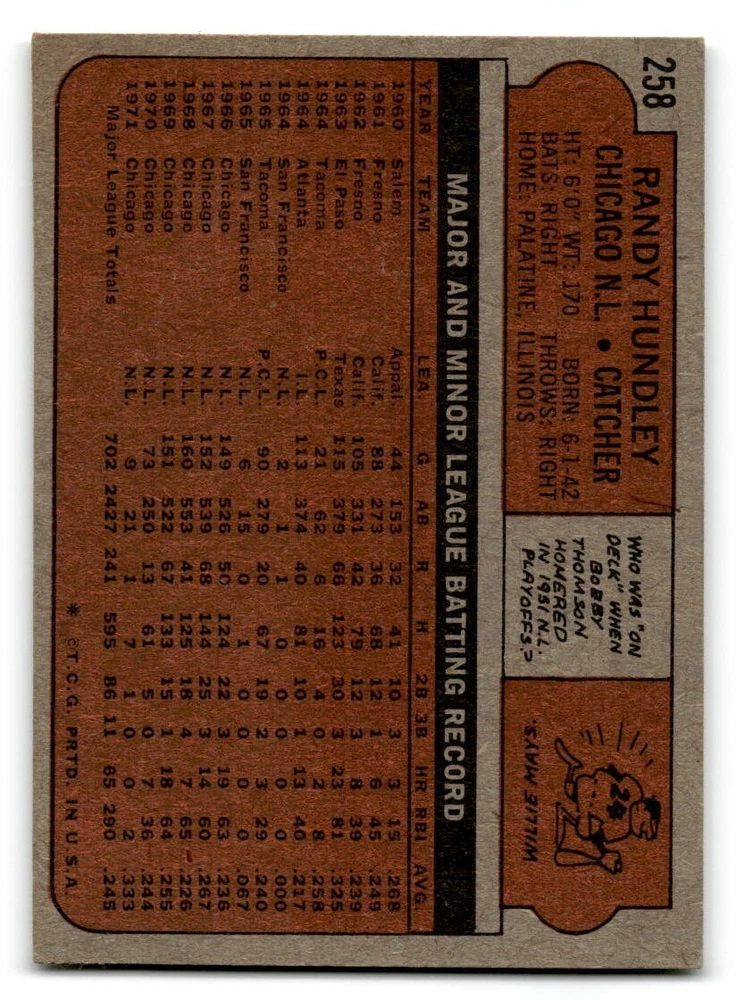 258
RANDY HUNDLEY
CHICAGO N.L. • CATCHER
HT: 6'0" WT: 170 BORN: 6-1-42
BATS: RIGHT THROWS: RIGHT
HOME: PALATINE, ILLINOIS
WHO WAS "ON
DECK" WHEN
BOBBY
THOMSON
HOMERED
IN 1951 N.L.
PLAYOFFS?
24
WILLIE MAYS.
MAJOR AND MINOR LEAGUE BATTING RECORD
YEAR TEAM LEA. G AB R H 2B 3B HR RBI AVG.
1960 Salem Appal. 44 153 32 41 10 3 3 15 .268
1961 Fresno Calif. 88 273 36 68 12 1 6 45 .249
1962 Fresno Calif. 105 331 42 79 12 3 8 39 .239
1963 El Paso Texas 115 379 66 123 30 3 23 81 .325
1964 Tacoma P.C.L. 21 62 6 16 4 0 2 8 .258
1964 Atlanta I.L. 113 374 40 81 10 1 13 40 .217
1964 San Francisco N.L. 2 1 1 0 0 0 0 0 .000
1965 Tacoma P.C.L. 90 279 20 67 19 2 3 29 .240
1965 San Francisco N.L. 6 15 0 1 0 0 0 0 .067
1966 Chicago N.L. 149 526 50 124 22 3 19 63 .236
1967 Chicago N.L. 152 539 68 144 25 3 14 60 .267
1968 Chicago N.L. 160 553 41 125 18 4 7 65 .226
1969 Chicago N.L. 151 522 67 133 15 1 18 64 .255
1970 Chicago N.L. 73 250 13 61 5 0 7 36 .244
1971 Chicago N.L. 9 21 1 7 1 0 0 2 .333
Major League Totals 702 2427 241 595 86 11 65 290 .245
* ©T.C.G. PRTD. IN U.S.A